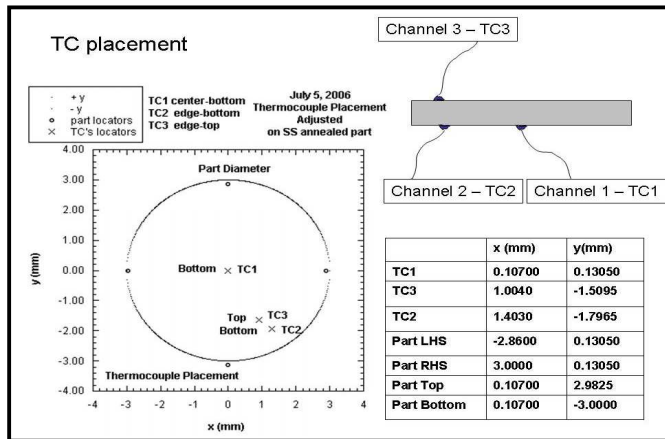 TC placement
Channel 3 – TC3
+ y
- y
part locators
TC's locators
TC1 center-bottom
TC2 edge-bottom
TC3 edge-top
July 5, 2006
Thermocouple Placement
Adjusted
on SS annealed part
Channel 2 – TC2
Channel 1 – TC1
4.00
3.00
2.00
1.00
0.00
-1.00
-2.00
-3.00
-4.00
y (mm)
Part Diameter
Bottom TC1
Top TC3
Bottom TC2
Thermocouple Placement
-4 -3 -2 -1 0 1 2 3 4
x (mm)
x (mm) y(mm)
TC1 0.10700 0.13050
TC3 1.0040 -1.5095
TC2 1.4030 -1.7965
Part LHS -2.8600 0.13050
Part RHS 3.0000 0.13050
Part Top 0.10700 2.9825
Part Bottom 0.10700 -3.0000